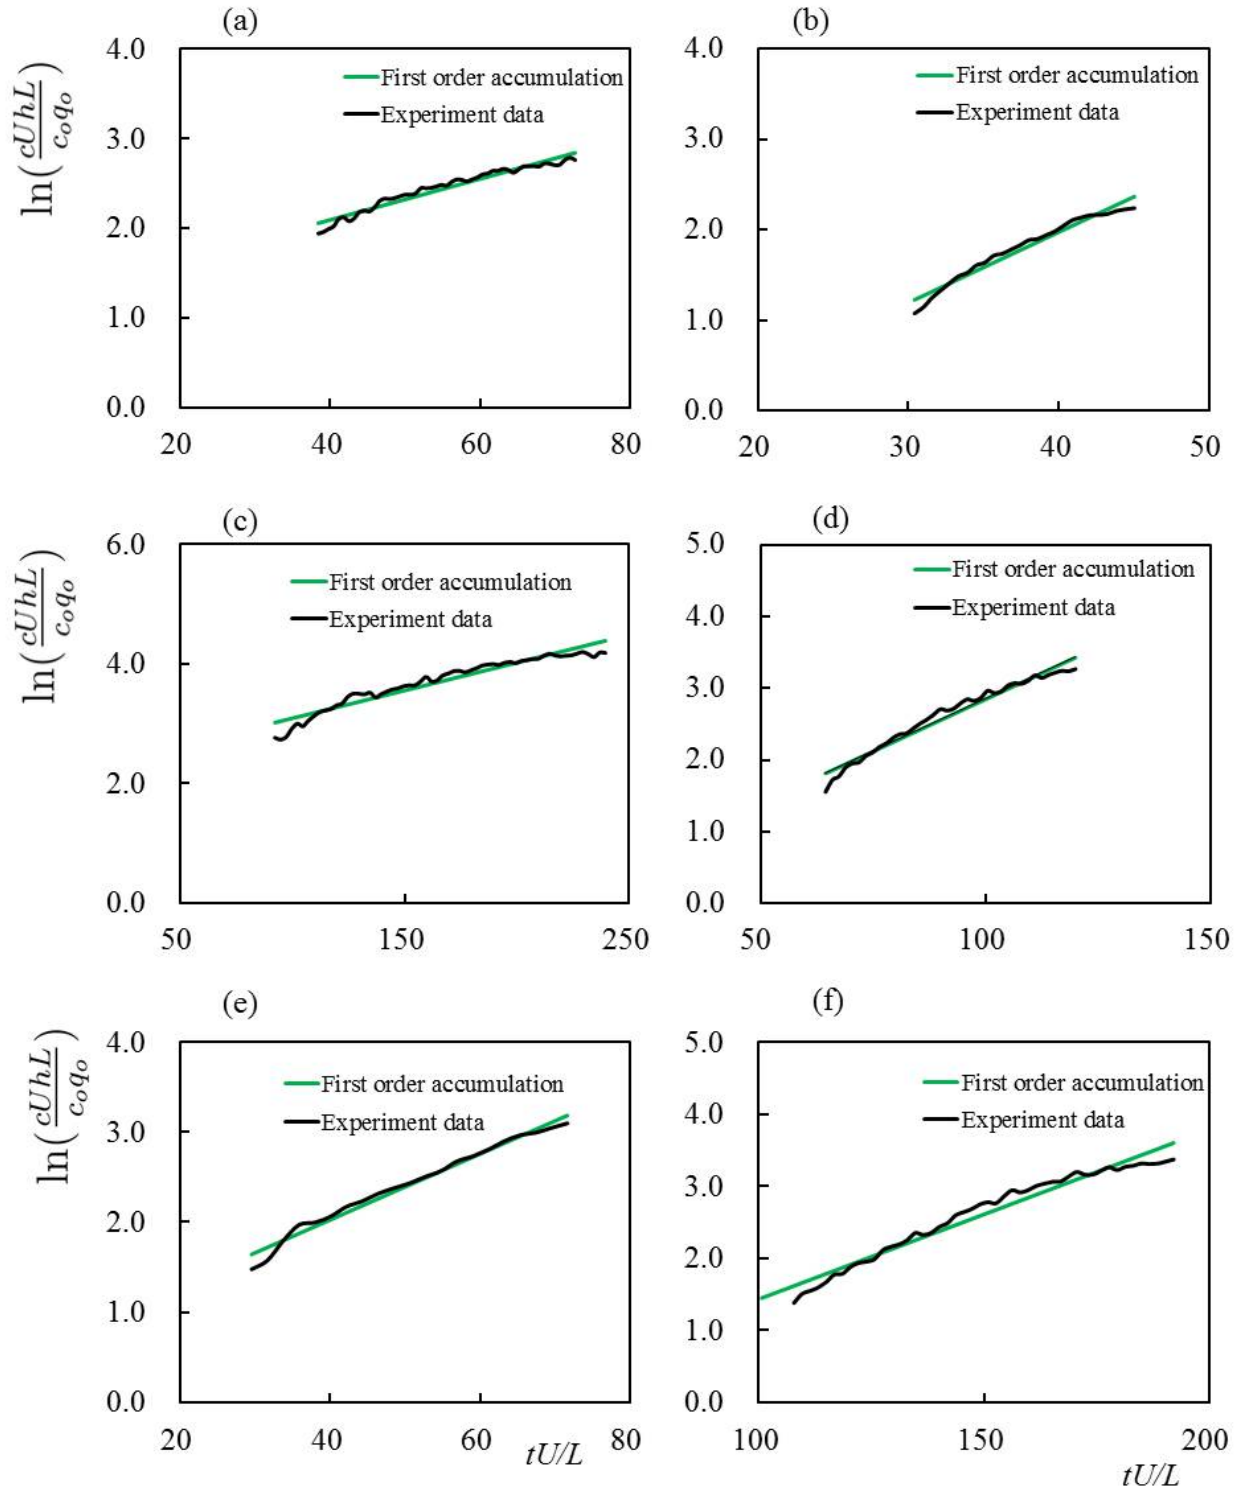 (a)
(b)
4.0
3.0
2.0
1.0
0.0
ln(cUhL/c_o q_o)
First order accumulation
Experiment data
20 40 60 80
4.0
3.0
2.0
1.0
0.0
First order accumulation
Experiment data
20 30 40 50
(c)
(d)
6.0
4.0
2.0
0.0
ln(cUhL/c_o q_o)
First order accumulation
Experiment data
50 150 250
5.0
4.0
3.0
2.0
1.0
0.0
First order accumulation
Experiment data
50 100 150
(e)
(f)
4.0
3.0
2.0
1.0
0.0
ln(cUhL/c_o q_o)
First order accumulation
Experiment data
20 40 60 80
tU/L
5.0
4.0
3.0
2.0
1.0
0.0
First order accumulation
Experiment data
100 150 200
tU/L